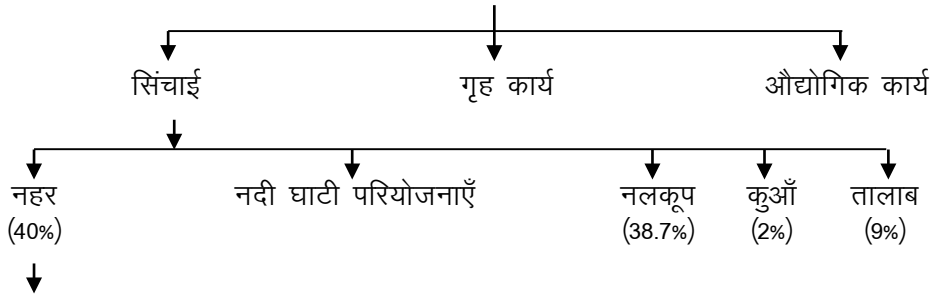 सिंचाई गृह कार्य औद्योगिक कार्य
नहर नदी घाटी परियोजनाएँ नलकूप कुआँ तालाब
(40%) (38.7%) (2%) (9%)